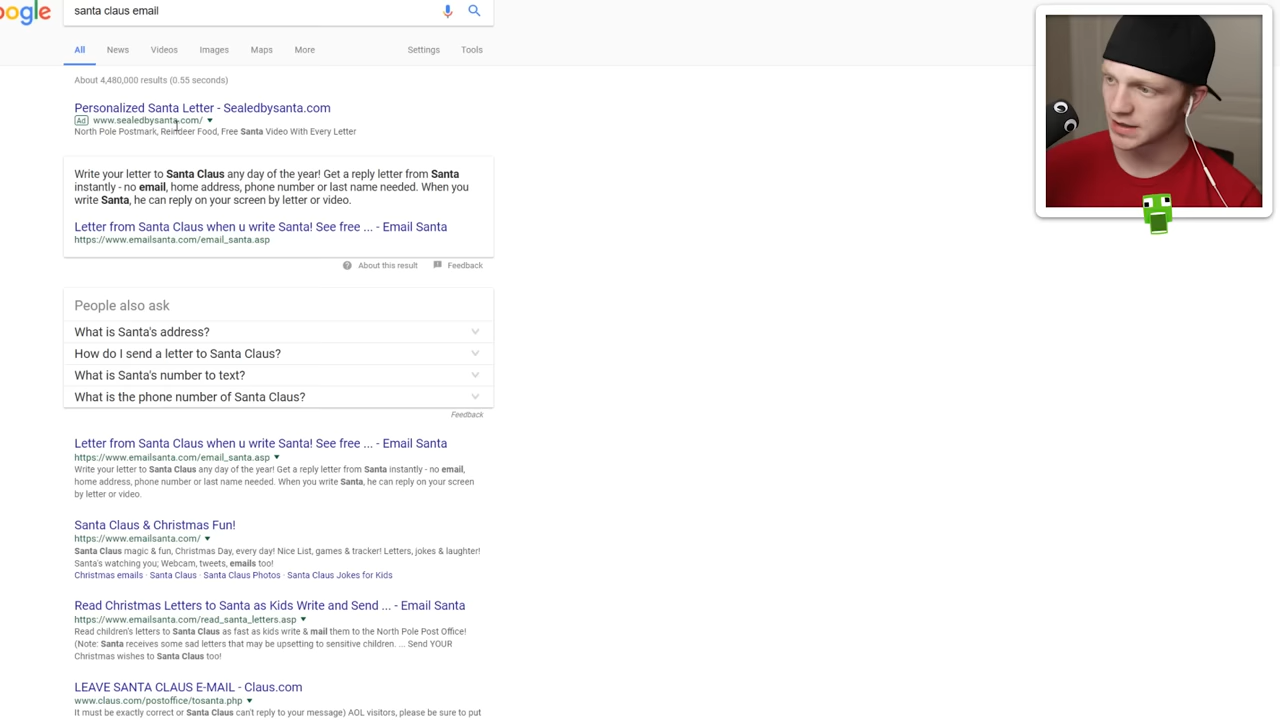 oogle
santa claus email
All News Videos Images Maps More Settings Tools
About 4,480,000 results (0.55 seconds)
Personalized Santa Letter - Sealedbysanta.com
Ad www.sealedbysanta.com/
North Pole Postmark, Reindeer Food, Free Santa Video With Every Letter
Write your letter to Santa Claus any day of the year! Get a reply letter from Santa
instantly - no email, home address, phone number or last name needed. When you
write Santa, he can reply on your screen by letter or video.
Letter from Santa Claus when u write Santa! See free ... - Email Santa
https://www.emailsanta.com/email_santa.asp
About this result Feedback
People also ask
What is Santa's address?
How do I send a letter to Santa Claus?
What is Santa's number to text?
What is the phone number of Santa Claus?
Feedback
Letter from Santa Claus when u write Santa! See free ... - Email Santa
https://www.emailsanta.com/email_santa.asp
Write your letter to Santa Claus any day of the year! Get a reply letter from Santa instantly - no email,
home address, phone number or last name needed. When you write Santa, he can reply on your screen
by letter or video.
Santa Claus & Christmas Fun!
https://www.emailsanta.com/
Santa Claus magic & fun, Christmas Day, every day! Nice List, games & tracker! Letters, jokes & laughter!
Santa's watching you; Webcam, tweets, emails too!
Christmas emails · Santa Claus · Santa Claus Photos · Santa Claus Jokes for Kids
Read Christmas Letters to Santa as Kids Write and Send ... - Email Santa
https://www.emailsanta.com/read_santa_letters.asp
Read children's letters to Santa Claus as fast as kids write & mail them to the North Pole Post Office!
(Note: Santa receives some sad letters that may be upsetting to sensitive children. ... Send YOUR
Christmas wishes to Santa Claus too!
LEAVE SANTA CLAUS E-MAIL - Claus.com
www.claus.com/postoffice/tosanta.php
It must be exactly correct or Santa Claus can't reply to your message) AOL visitors, please be sure to put